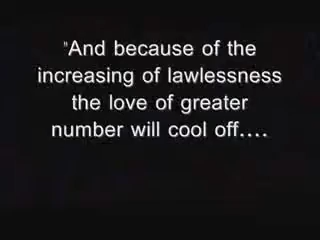 "And because of the
increasing of lawlessness
the love of greater
number will cool off....